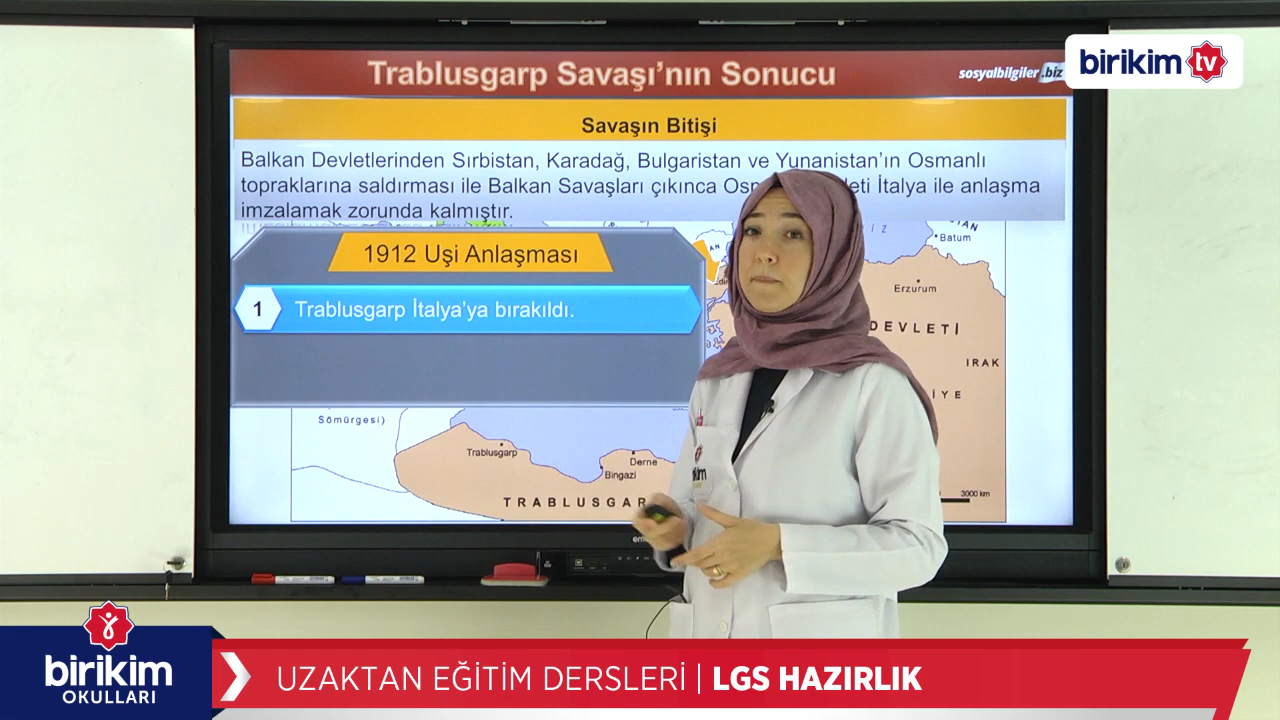 Trablusgarp Savaşı’nın Sonucu
sosyalbilgiler.biz
birikim tv
Savaşın Bitişi
Balkan Devletlerinden Sırbistan, Karadağ, Bulgaristan ve Yunanistan’ın Osmanlı
topraklarına saldırması ile Balkan Savaşları çıkınca İtalya ile anlaşma
imzalamak zorunda kalmıştır.
1912 Uşi Anlaşması
1 Trablusgarp İtalya’ya bırakıldı.
Batum
Erzurum
DEVLETİ
IRAK
Sömürgesi)
Trablusgarp
Derne
Bingazi
3000 km
birikim
birikim
OKULLARI
UZAKTAN EĞİTİM DERSLERİ | LGS HAZIRLIK